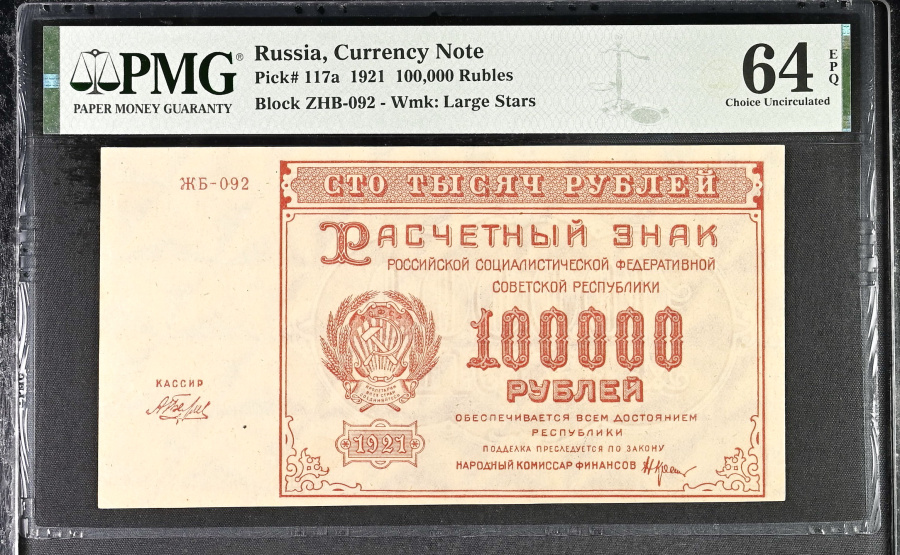 PMG®
PAPER MONEY GUARANTY
Russia, Currency Note
Pick# 117a 1921 100,000 Rubles
Block ZHB-092 - Wmk: Large Stars
64 EPQ
Choice Uncirculated
ЖБ-092
СТО ТЫСЯЧ РУБЛЕЙ
РАСЧЕТНЫЙ ЗНАК
РОССИЙСКОЙ СОЦИАЛИСТИЧЕСКОЙ ФЕДЕРАТИВНОЙ
СОВЕТСКОЙ РЕСПУБЛИКИ
100000
РУБЛЕЙ
КАССИР
1921
ОБЕСПЕЧИВАЕТСЯ ВСЕМ ДОСТОЯНИЕМ
РЕСПУБЛИКИ
ПОДДЕЛКА ПРЕСЛЕДУЕТСЯ ПО ЗАКОНУ
НАРОДНЫЙ КОМИССАР ФИНАНСОВ